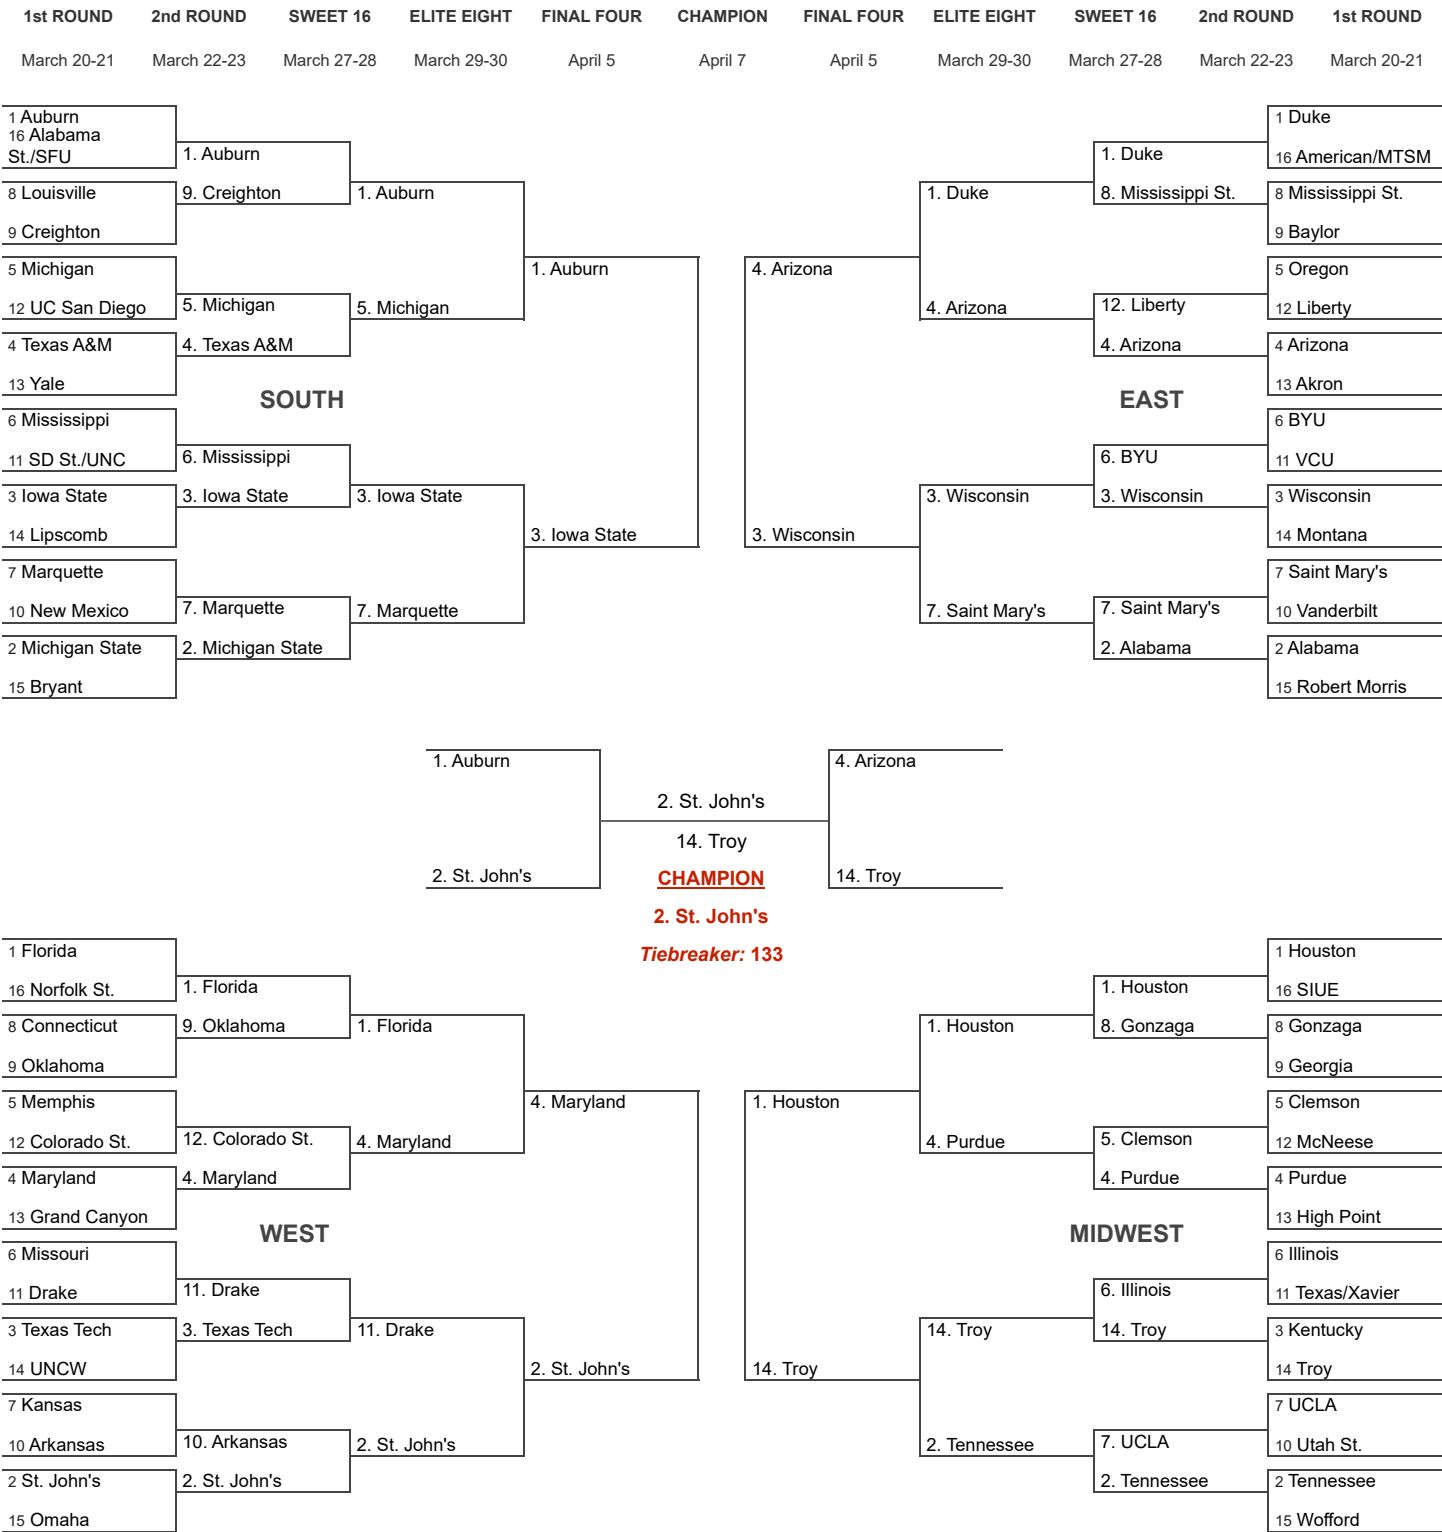 1st ROUND 2nd ROUND SWEET 16 ELITE EIGHT FINAL FOUR CHAMPION FINAL FOUR ELITE EIGHT SWEET 16 2nd ROUND 1st ROUND
March 20-21 March 22-23 March 27-28 March 29-30 April 5 April 7 April 5 March 29-30 March 27-28 March 22-23 March 20-21
1 Auburn
16 Alabama
St./SFU
8 Louisville
9 Creighton
5 Michigan
12 UC San Diego
4 Texas A&M
13 Yale
6 Mississippi
11 SD St./UNC
3 Iowa State
14 Lipscomb
7 Marquette
10 New Mexico
2 Michigan State
15 Bryant
1. Auburn
9. Creighton
5. Michigan
4. Texas A&M
SOUTH
6. Mississippi
3. Iowa State
7. Marquette
2. Michigan State
1. Auburn
5. Michigan
3. Iowa State
7. Marquette
1. Auburn
3. Iowa State
4. Arizona
3. Wisconsin
1. Duke
4. Arizona
3. Wisconsin
7. Saint Mary's
1. Duke
8. Mississippi St.
12. Liberty
4. Arizona
EAST
6. BYU
3. Wisconsin
7. Saint Mary's
2. Alabama
1 Duke
16 American/MTSM
8 Mississippi St.
9 Baylor
5 Oregon
12 Liberty
4 Arizona
13 Akron
6 BYU
11 VCU
3 Wisconsin
14 Montana
7 Saint Mary's
10 Vanderbilt
2 Alabama
15 Robert Morris
1. Auburn
2. St. John's
2. St. John's
14. Troy
CHAMPION
2. St. John's
Tiebreaker: 133
4. Arizona
14. Troy
1 Florida
16 Norfolk St.
8 Connecticut
9 Oklahoma
5 Memphis
12 Colorado St.
4 Maryland
13 Grand Canyon
6 Missouri
11 Drake
3 Texas Tech
14 UNCW
7 Kansas
10 Arkansas
2 St. John's
15 Omaha
1. Florida
9. Oklahoma
12. Colorado St.
4. Maryland
WEST
11. Drake
3. Texas Tech
10. Arkansas
2. St. John's
1. Florida
4. Maryland
11. Drake
2. St. John's
4. Maryland
2. St. John's
1. Houston
14. Troy
1. Houston
4. Purdue
14. Troy
2. Tennessee
1. Houston
8. Gonzaga
5. Clemson
4. Purdue
MIDWEST
6. Illinois
14. Troy
7. UCLA
2. Tennessee
1 Houston
16 SIUE
8 Gonzaga
9 Georgia
5 Clemson
12 McNeese
4 Purdue
13 High Point
6 Illinois
11 Texas/Xavier
3 Kentucky
14 Troy
7 UCLA
10 Utah St.
2 Tennessee
15 Wofford